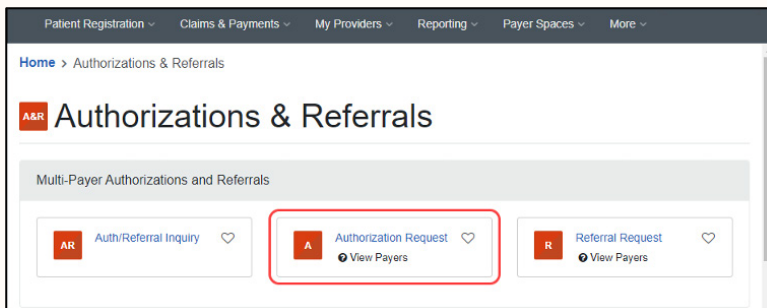 Patient Registration Claims & Payments My Providers Reporting Payer Spaces More
Home > Authorizations & Referrals
A&R Authorizations & Referrals
Multi-Payer Authorizations and Referrals
AR Auth/Referral Inquiry
A Authorization Request
? View Payers
R Referral Request
? View Payers